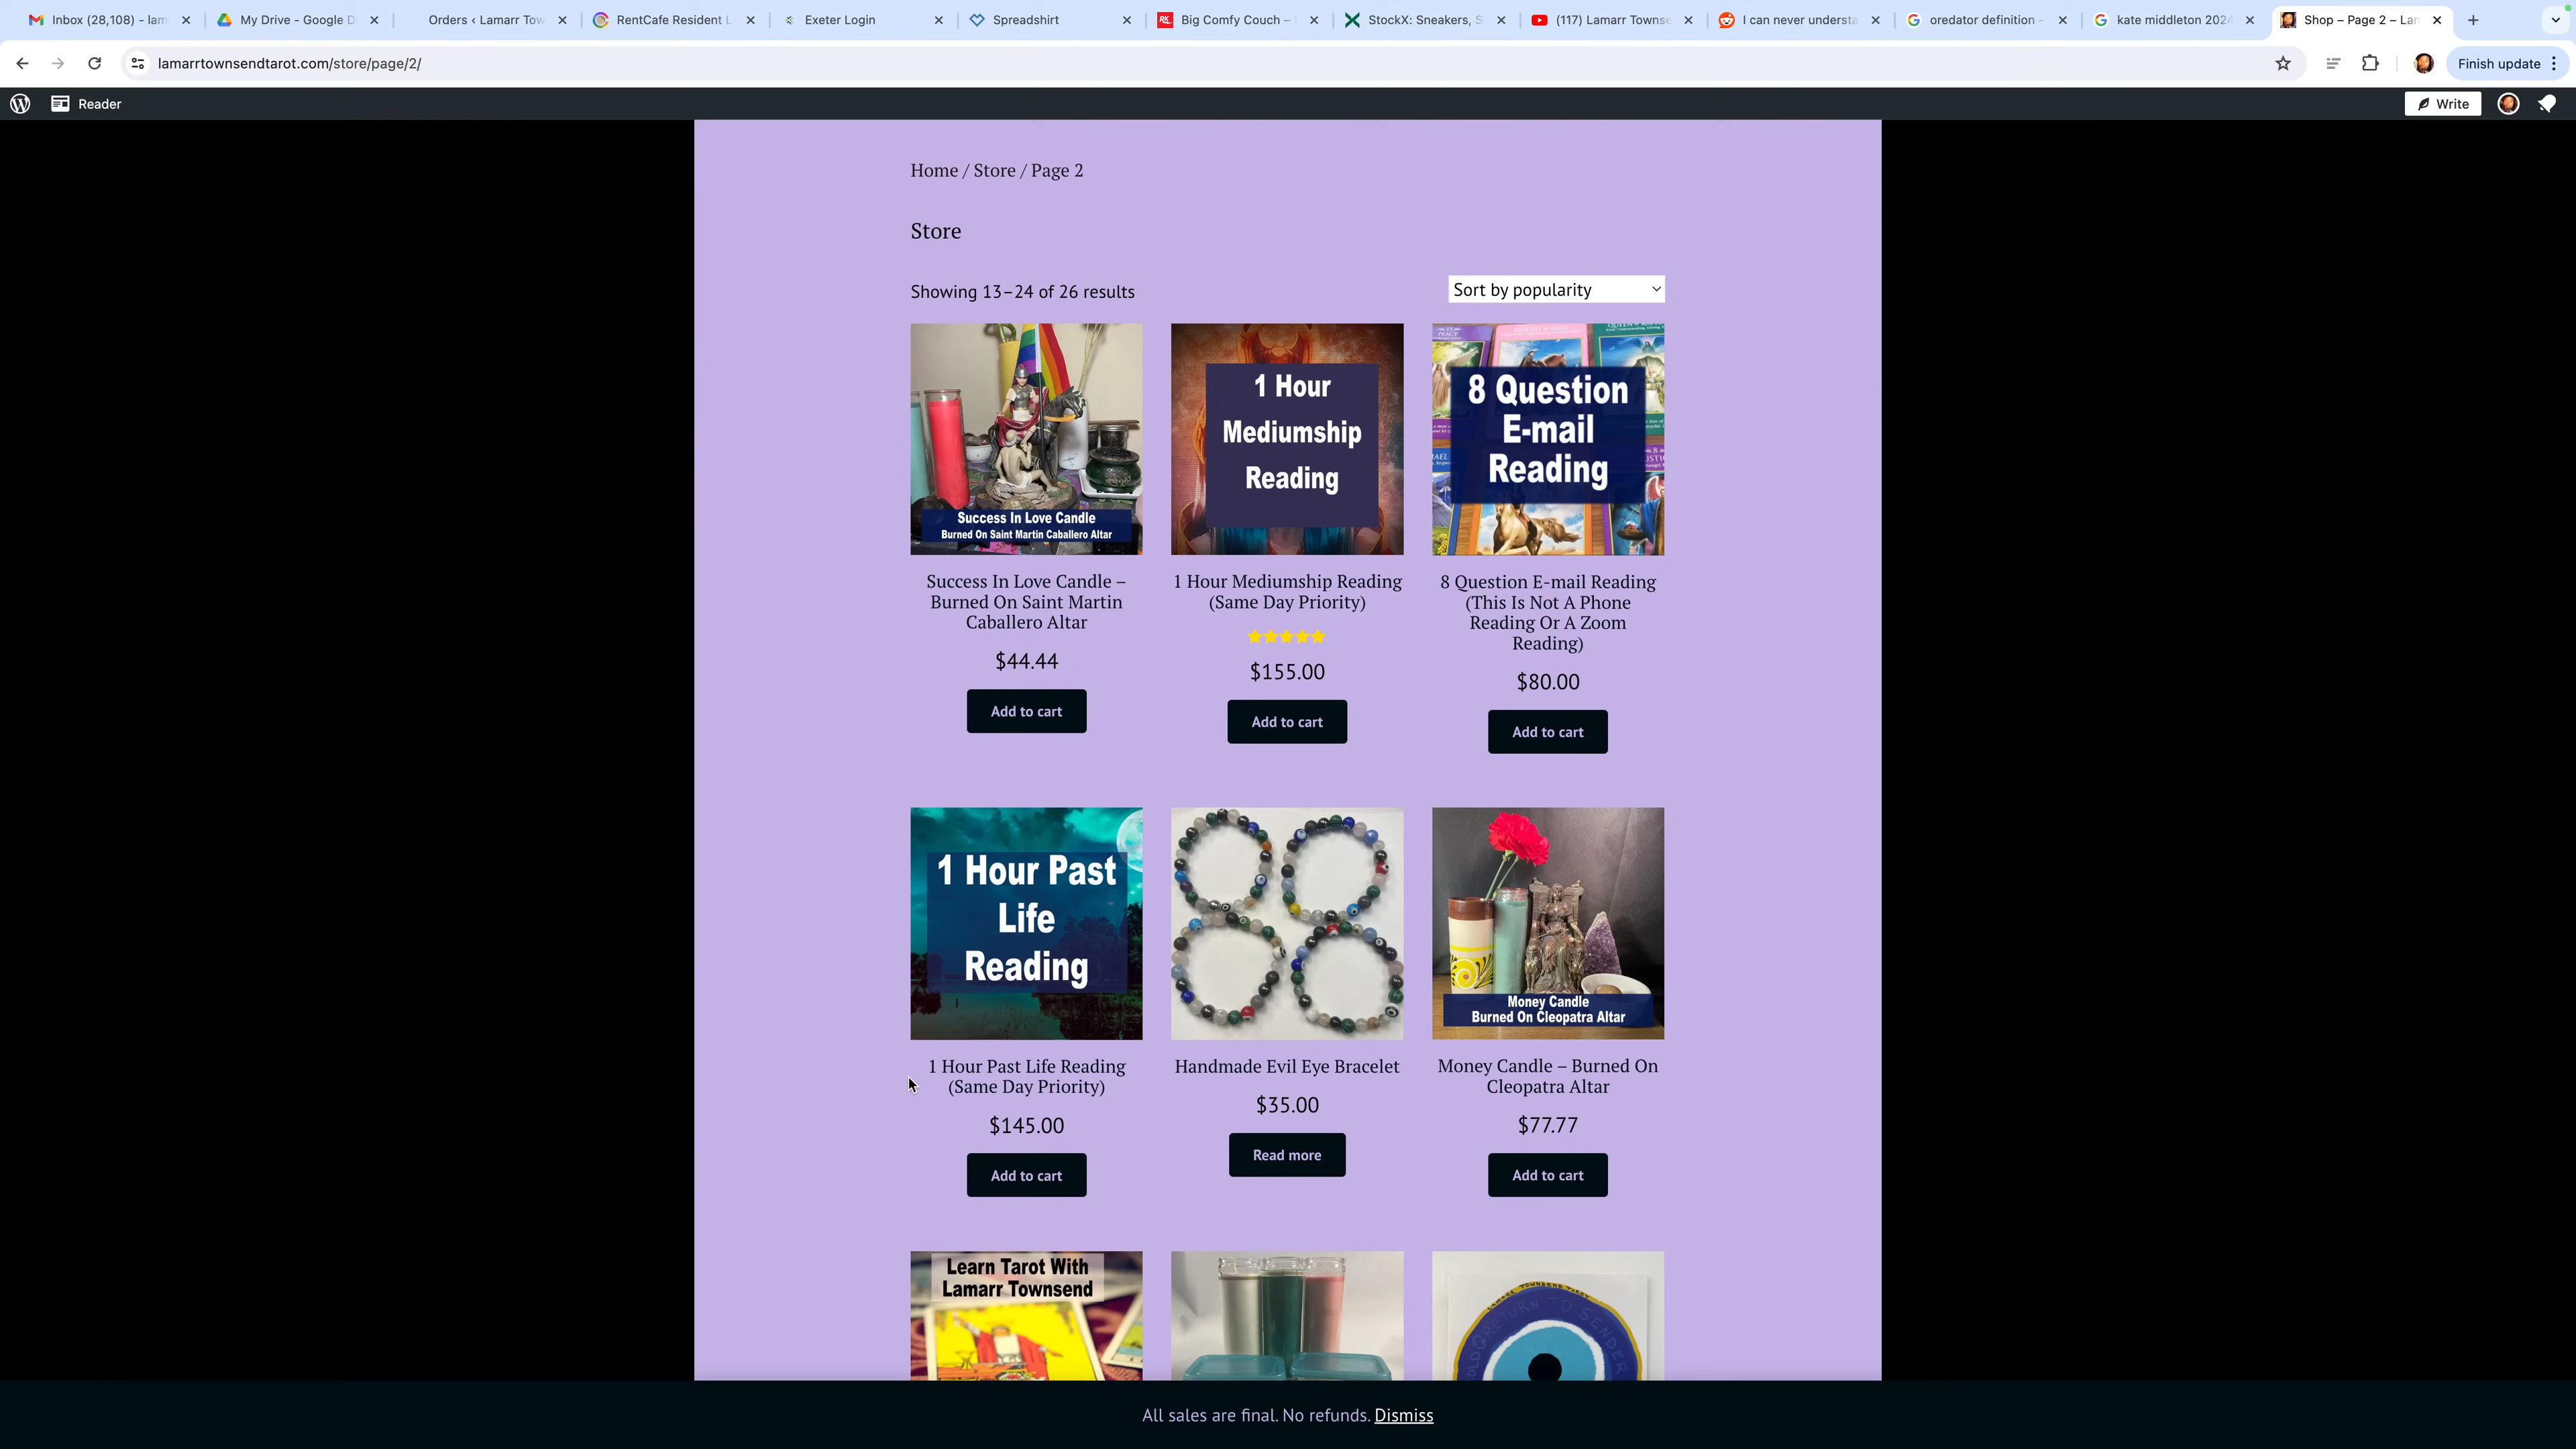 Inbox (28,108) - lam
My Drive - Google D
Orders ‹ Lamarr Tow
RentCafe Resident L
Exeter Login
Spreadshirt
Big Comfy Couch –
StockX: Sneakers, S
(117) Lamarr Townse
I can never understa
oredator definition -
kate middleton 2024
Shop – Page 2 – Lar
lamarrtownsendtarot.com/store/page/2/
Finish update
Reader
Write
Home / Store / Page 2
Store
Showing 13–24 of 26 results
Sort by popularity
Success In Love Candle
Burned On Saint Martin Caballero Altar
1 Hour
Mediumship
Reading
8 Question
E-mail
Reading
Success In Love Candle –
Burned On Saint Martin
Caballero Altar
$44.44
Add to cart
1 Hour Mediumship Reading
(Same Day Priority)
$155.00
Add to cart
8 Question E-mail Reading
(This Is Not A Phone
Reading Or A Zoom
Reading)
$80.00
Add to cart
1 Hour Past
Life
Reading
Money Candle
Burned On Cleopatra Altar
1 Hour Past Life Reading
(Same Day Priority)
$145.00
Add to cart
Handmade Evil Eye Bracelet
$35.00
Read more
Money Candle – Burned On
Cleopatra Altar
$77.77
Add to cart
Learn Tarot With
Lamarr Townsend
LAMARR TOWNSEND TAROT
RETURN TO SENDER
All sales are final. No refunds. Dismiss